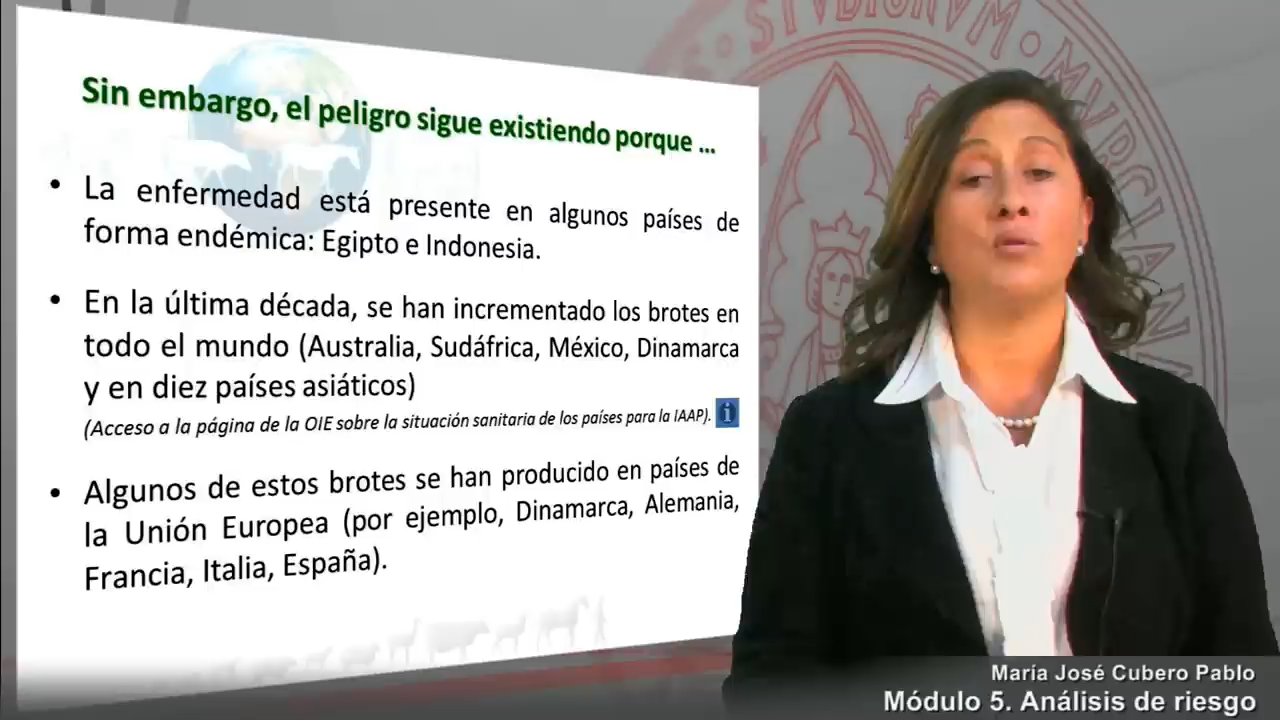 STVDIORVM
MVRCIANA
Sin embargo, el peligro sigue existiendo porque ...
• La enfermedad está presente en algunos países de
forma endémica: Egipto e Indonesia.
• En la última década, se han incrementado los brotes en
todo el mundo (Australia, Sudáfrica, México, Dinamarca
y en diez países asiáticos)
(Acceso a la página de la OIE sobre la situación sanitaria de los países para la IAAP). i
• Algunos de estos brotes se han producido en países de
la Unión Europea (por ejemplo, Dinamarca, Alemania,
Francia, Italia, España).
María José Cubero Pablo
Módulo 5. Análisis de riesgo